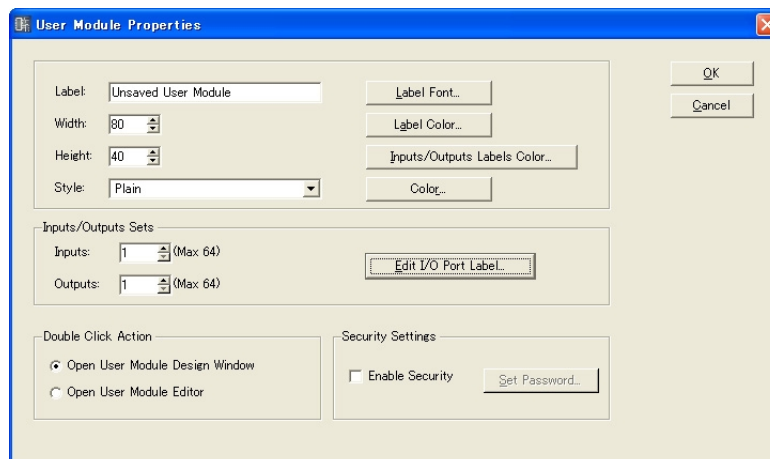 User Module Properties
Label: Unsaved User Module Label Font... OK
Width: 80 Label Color... Cancel
Height: 40 Inputs/Outputs Labels Color...
Style: Plain Color...
Inputs/Outputs Sets
Inputs: 1 (Max 64)
Edit I/O Port Label...
Outputs: 1 (Max 64)
Double Click Action
Open User Module Design Window
Open User Module Editor
Security Settings
Enable Security Set Password...